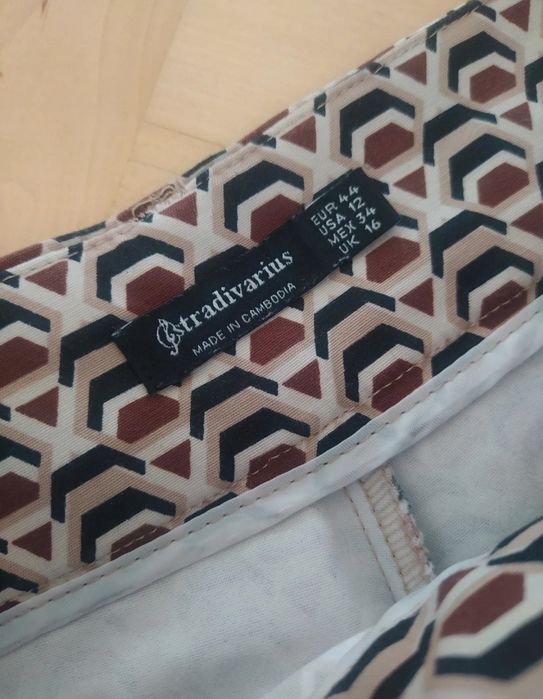 stradivarius
MADE IN CAMBODIA
EUR 44
USA 12
MEX 34
UK 16